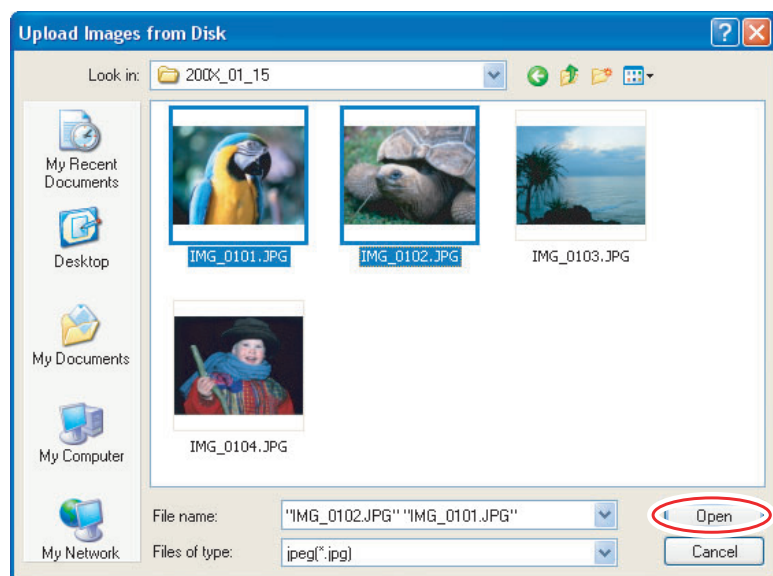 Upload Images from Disk
Look in:
200X_01_15
My Recent
Documents
Desktop
My Documents
My Computer
My Network
IMG_0101.JPG
IMG_0102.JPG
IMG_0103.JPG
IMG_0104.JPG
File name:
"IMG_0102.JPG" "IMG_0101.JPG"
Open
Files of type:
jpeg(*.jpg)
Cancel